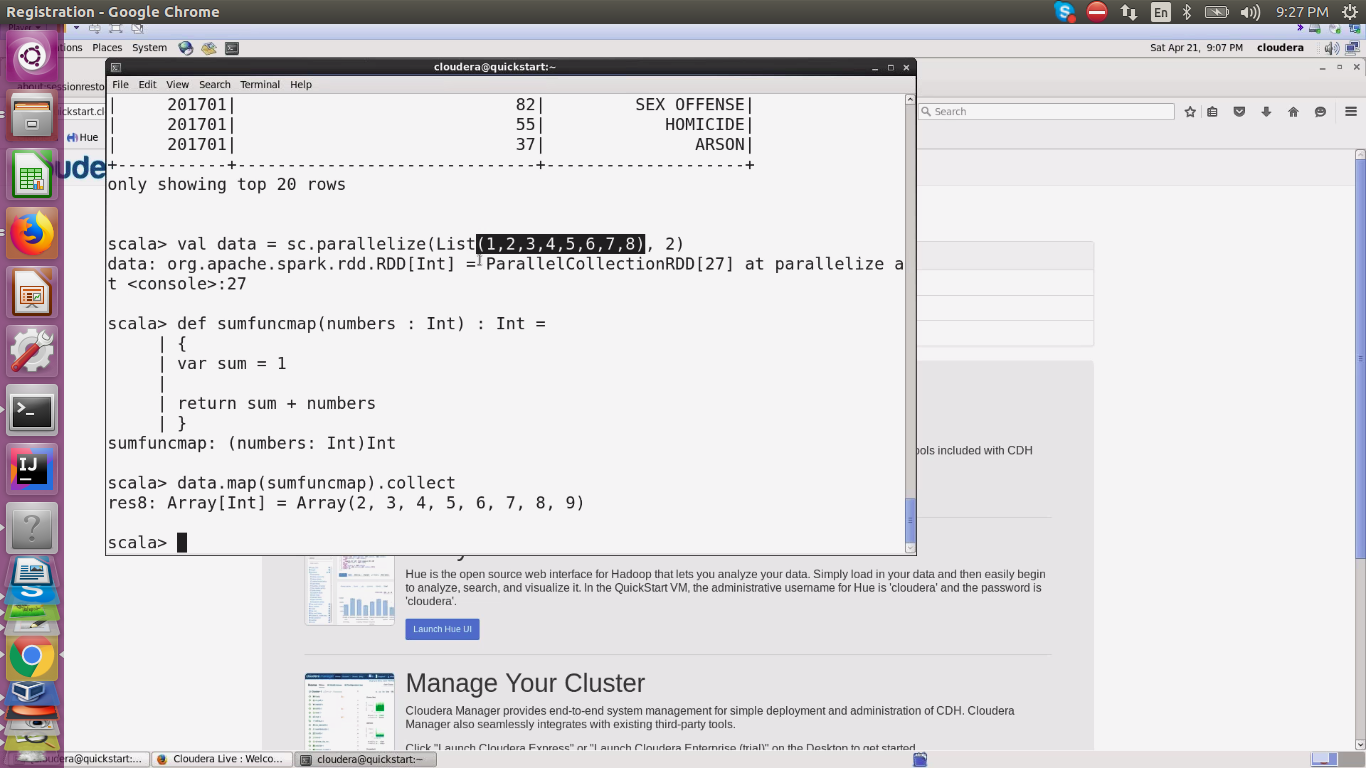 Registration - Google Chrome
En
9:27 PM
Places System
Sat Apr 21, 9:07 PM cloudera
cloudera@quickstart:~
File Edit View Search Terminal Help
Search
Hue
| 201701| 82| SEX OFFENSE|
| 201701| 55| HOMICIDE|
| 201701| 37| ARSON|
+-----------+-------------------------------+--------------------+
only showing top 20 rows
scala> val data = sc.parallelize(List(1,2,3,4,5,6,7,8), 2)
data: org.apache.spark.rdd.RDD[Int] = ParallelCollectionRDD[27] at parallelize a
t <console>:27
scala> def sumfuncmap(numbers : Int) : Int =
| {
| var sum = 1
|
| return sum + numbers
| }
sumfuncmap: (numbers: Int)Int
scala> data.map(sumfuncmap).collect
res8: Array[Int] = Array(2, 3, 4, 5, 6, 7, 8, 9)
scala>
ools included with CDH
Hue is the open source web interface for Hadoop that lets you analyze your data. Simply load in your data and then easily begin
to analyze, search, and visualize it. In the QuickStart VM, the administrative username for Hue is 'cloudera' and the password is
'cloudera'.
Launch Hue UI
Manage Your Cluster
Cloudera Manager provides end-to-end system management for simple deployment and administration of CDH. Cloudera
Manager also seamlessly integrates with existing third-party tools.
Click "Launch Cloudera Express" or "Launch Cloudera Enterprise (trial)" on the Desktop to get started
cloudera@quickstart:... Cloudera Live : Welco... cloudera@quickstart:~